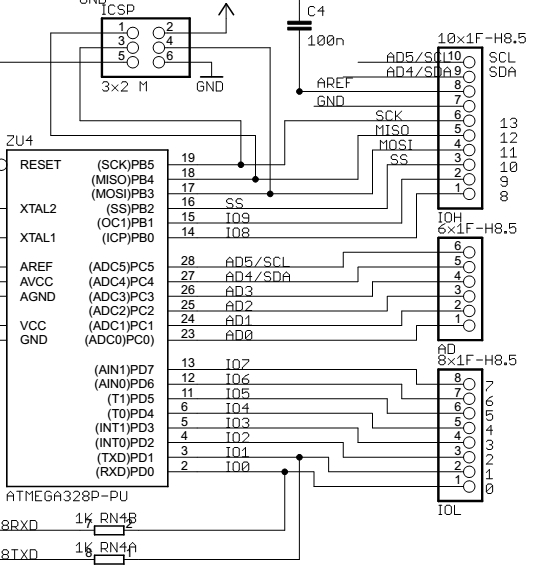 GND
ICSP
1 2
3 4
5 6
3x2 M
GND
C4
100n
10x1F-H8.5
AD5/SCL 10 SCL
AD4/SDA 9 SDA
AREF 8
GND 7
SCK 6 13
MISO 5 12
MOSI 4 11
SS 3 10
2 9
1 8
IOH
6x1F-H8.5
6
5
4
3
2
1
AD
8x1F-H8.5
8 7
7 6
6 5
5 4
4 3
3 2
2 1
1 0
IOL
ZU4
RESET (SCK)PB5 19
(MISO)PB4 18
(MOSI)PB3 17
XTAL2 (SS)PB2 16 SS
(OC1)PB1 15 IO9
XTAL1 (ICP)PB0 14 IO8
AREF (ADC5)PC5 28 AD5/SCL
AVCC (ADC4)PC4 27 AD4/SDA
AGND (ADC3)PC3 26 AD3
(ADC2)PC2 25 AD2
VCC (ADC1)PC1 24 AD1
GND (ADC0)PC0) 23 AD0
(AIN1)PD7 13 IO7
(AIN0)PD6 12 IO6
(T1)PD5 11 IO5
(T0)PD4 6 IO4
(INT1)PD3 5 IO3
(INT0)PD2 4 IO2
(TXD)PD1 3 IO1
(RXD)PD0 2 IO0
ATMEGA328P-PU
8RXD 1K RN4B
7 2
8TXD 1K RN4A
8 1